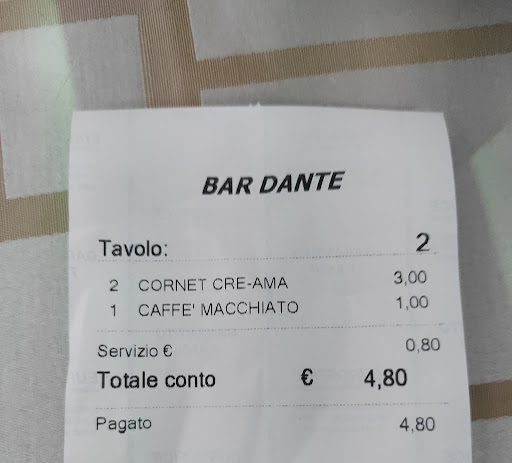 BAR DANTE
Tavolo: 2
2 CORNET CRE-AMA 3,00
1 CAFFE' MACCHIATO 1,00
Servizio € 0,80
Totale conto € 4,80
Pagato 4,80